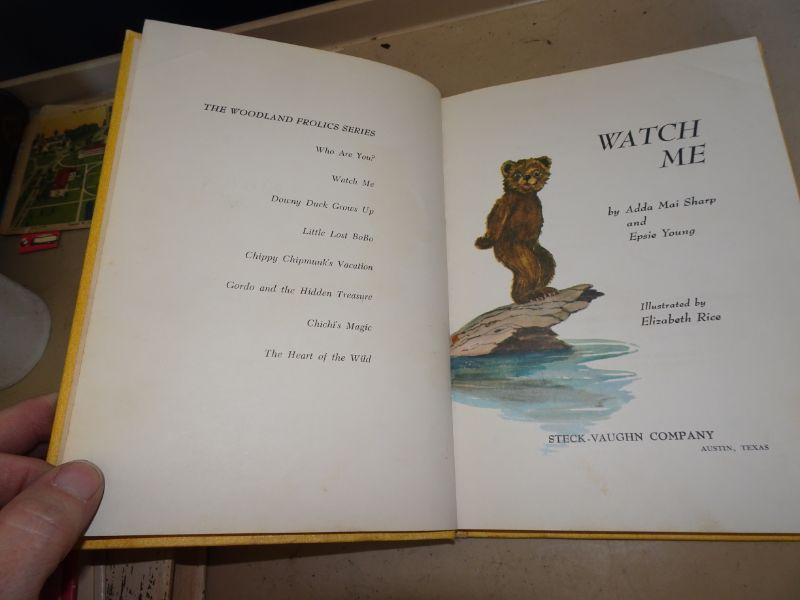 THE WOODLAND FROLICS SERIES
Who Are You?
Watch Me
Downy Duck Grows Up
Little Lost BoBo
Chippy Chipmunk's Vacation
Gordo and the Hidden Treasure
Chichi's Magic
The Heart of the Wild
WATCH
ME
by Adda Mai Sharp
and
Epsie Young
Illustrated by
Elizabeth Rice
STECK-VAUGHN COMPANY
AUSTIN, TEXAS